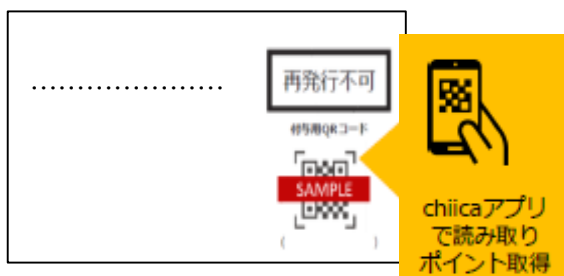 .....................
再発行不可
付与用QRコード
SAMPLE
(　　　　)
chiicaアプリ
で読み取り
ポイント取得